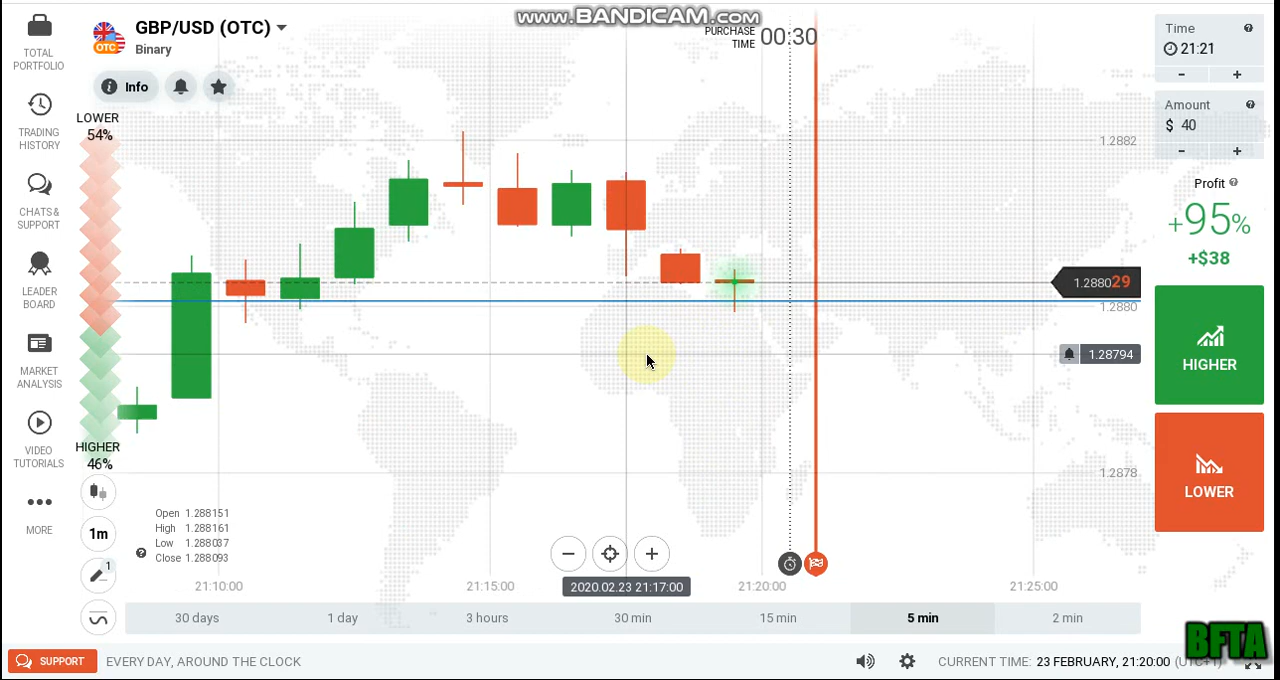 www.BANDICAM.com
TOTAL
PORTFOLIO
TRADING
HISTORY
CHATS &
SUPPORT
LEADER
BOARD
MARKET
ANALYSIS
VIDEO
TUTORIALS
MORE
GBP/USD (OTC)
OTC
Binary
Info
LOWER
54%
HIGHER
46%
1m
1
PURCHASE
TIME
00:30
1.2882
1.288029
1.2880
1.28794
1.2878
Open 1.288151
High 1.288161
Low 1.288037
Close 1.288093
2020.02.23 21:17:00
21:10:00
21:15:00
21:20:00
21:25:00
30 days
1 day
3 hours
30 min
15 min
5 min
2 min
Time
21:21
-
+
Amount
$ 40
-
+
Profit
+95%
+$38
HIGHER
LOWER
BFTA
SUPPORT
EVERY DAY, AROUND THE CLOCK
CURRENT TIME: 23 FEBRUARY, 21:20:00 (UTC+1)